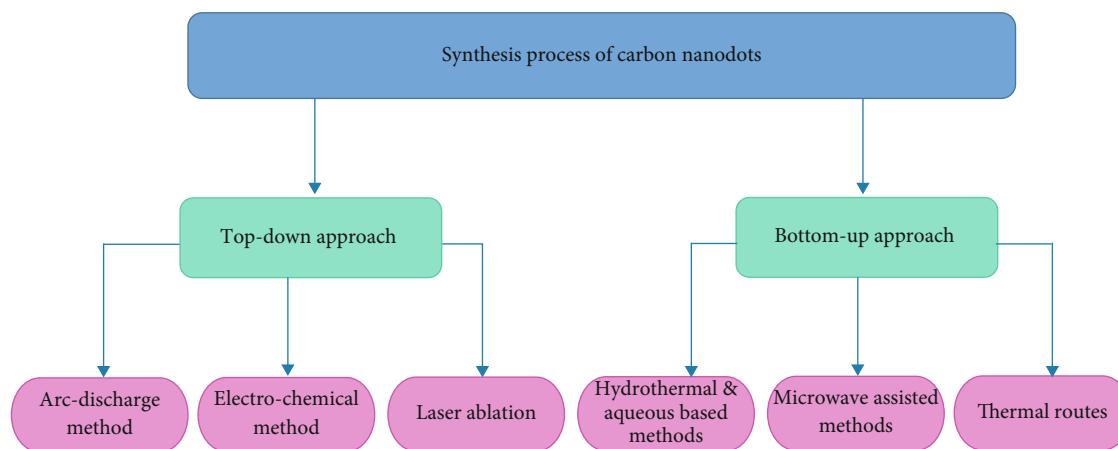 Synthesis process of carbon nanodots
Top-down approach
Bottom-up approach
Arc-discharge
method
Electro-chemical
method
Laser ablation
Hydrothermal &
aqueous based
methods
Microwave assisted
methods
Thermal routes